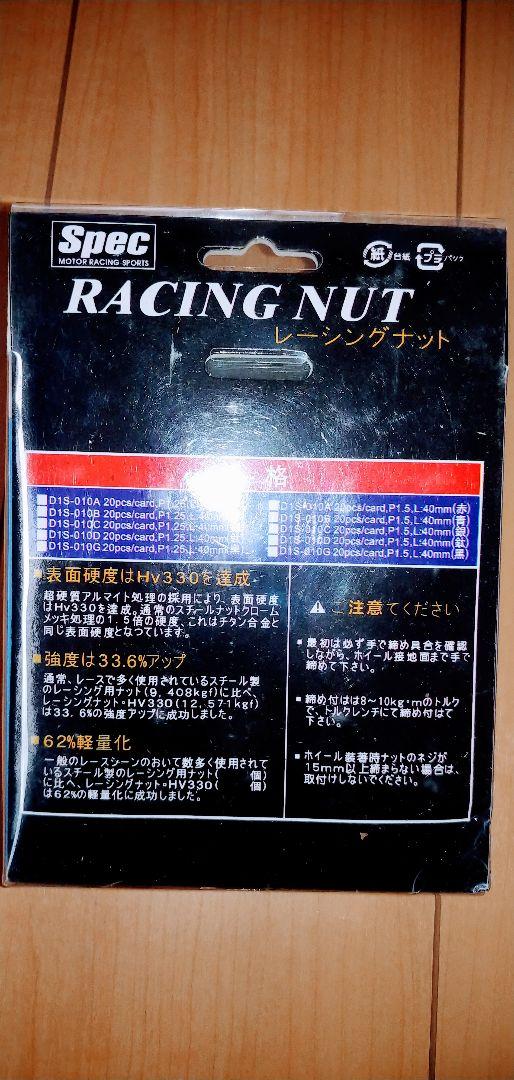 Spec
MOTOR RACING SPORTS
紙 台紙 プラ パック
RACING NUT
レーシングナット
格
D1S-010A 20pcs/card,P1.25,L:40mm
D1S-010B 20pcs/card,P1.25,L:40mm
D1S-010C 20pcs/card,P1.25,L:40mm
D1S-010D 20pcs/card,P1.25,L:40mm
D1S-010G 20pcs/card,P1.25,L:40mm
D1S-010A 20pcs/card,P1.5,L:40mm(赤)
D1S-010B 20pcs/card,P1.5,L:40mm(青)
D1S-010C 20pcs/card,P1.5,L:40mm(銀)
D1S-010D 20pcs/card,P1.5,L:40mm(鈦)
D1S-010G 20pcs/card,P1.5,L:40mm(黒)
表面硬度はHv330を達成
超硬質アルマイト処理の採用により、表面硬度
はHv330を達成。通常のスチールナットクローム
メッキ処理の1.5倍の硬度、これはチタン合金と
同じ表面硬度となつています。
強度は33.6%アップ
通常、レースで多く使用されているスチール製
のレーシング用ナット(9,408kgf)に比べ、
レーシングナット・HV330(12,571kgf)
は33.6%の強度アップに成功しました。
62%軽量化
一般のレースシーンのおいて数多く使用されて
いるスチール製のレーシング用ナット( 個)
に比べ、レーシングナット・HV330( 個)
は62%の軽量化に成功しました。
ご注意てください
最初は必ず手で締め具合を確認
しながら、ホイール接地面まで手で
締めて下さい。
締め付けは8~10kg・mのトルク
で、トルクレンチにて締め付けて
下さい。
ホイール装着時ナットのネジが
15mm以上締まらない場合は、
取付けしないでください。